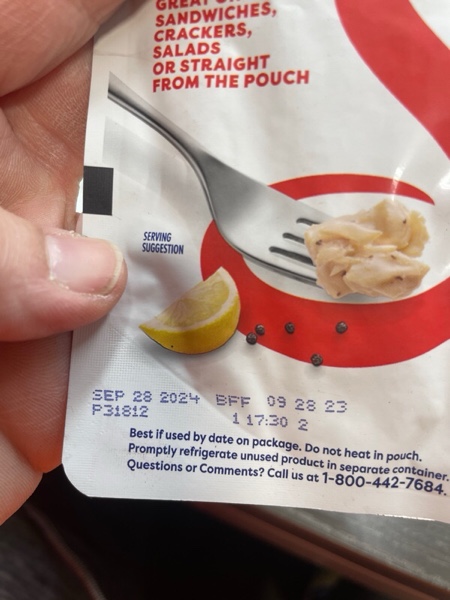 SANDWICHES,
CRACKERS,
SALADS
OR STRAIGHT
FROM THE POUCH
SERVING
SUGGESTION
SEP 28 2024 BFF 09 28 23
P31812 1 17:30 2
Best if used by date on package. Do not heat in pouch.
Promptly refrigerate unused product in separate container.
Questions or Comments? Call us at 1-800-442-7684.